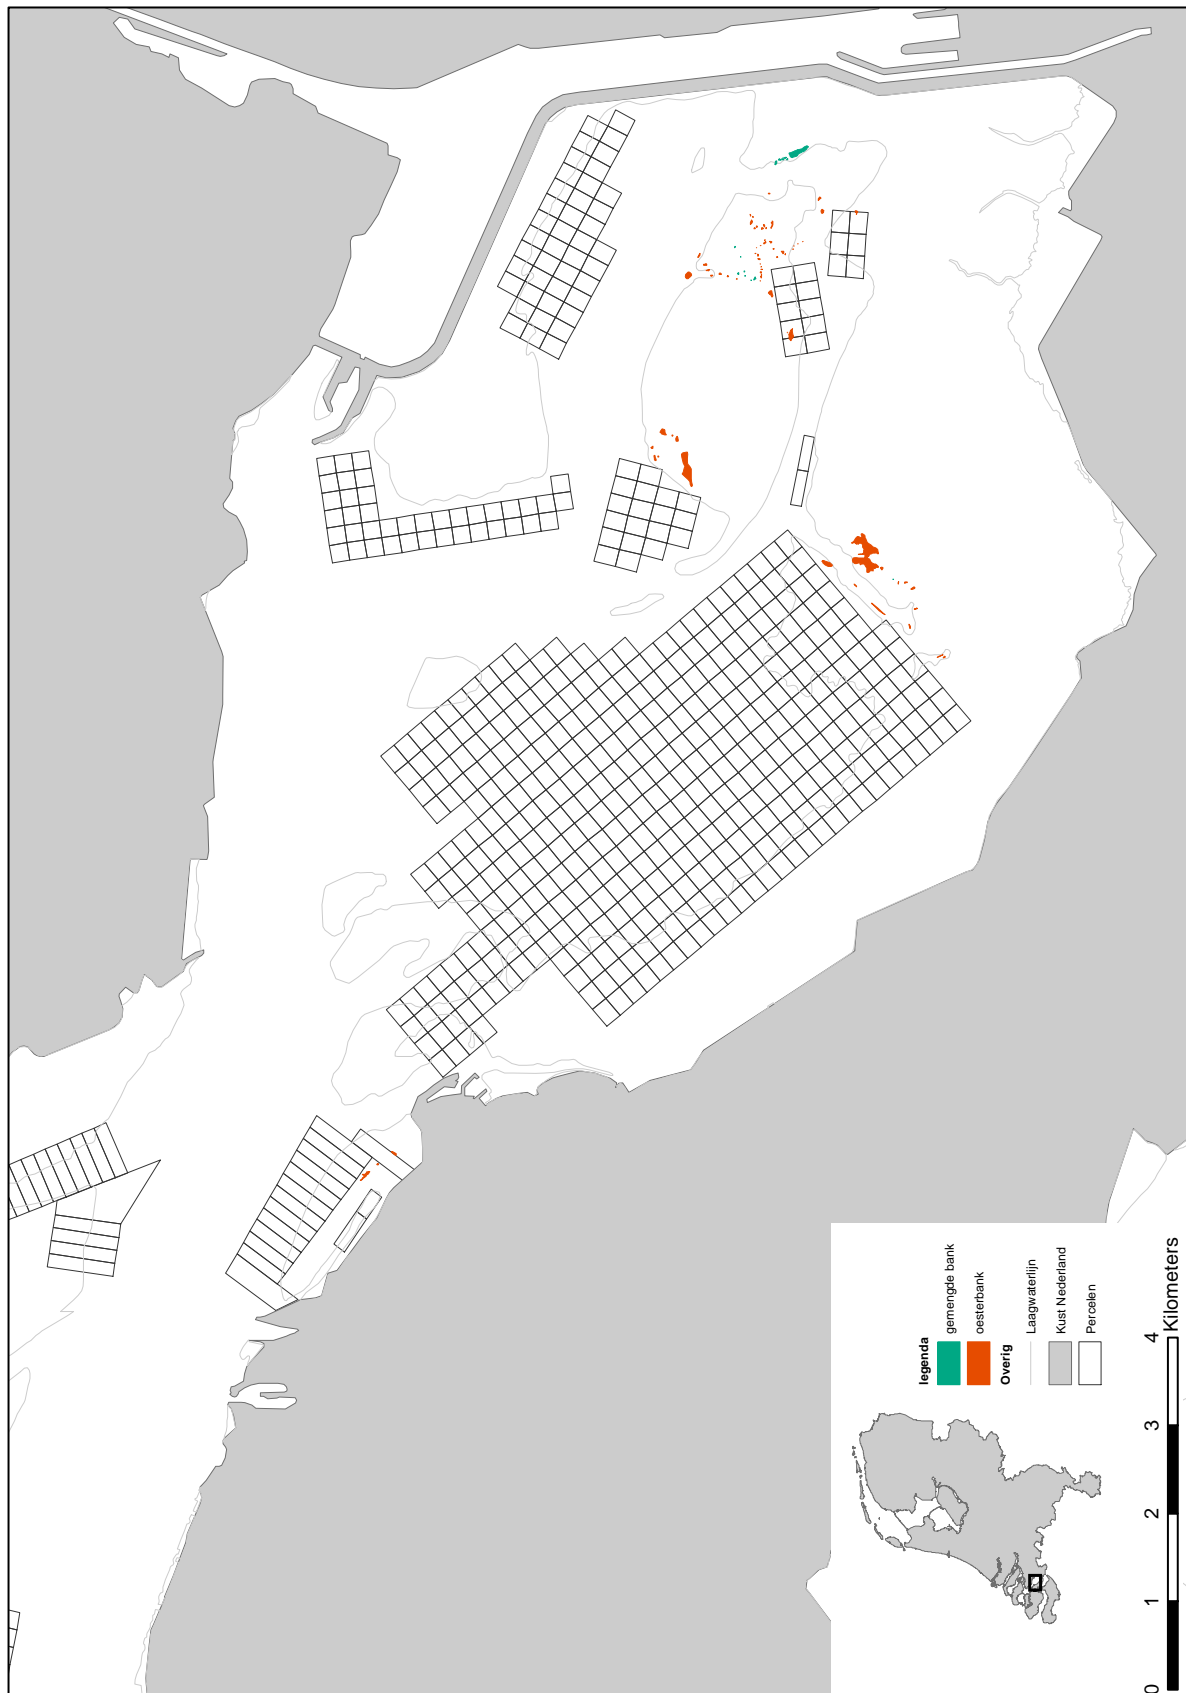 legenda
gemengde bank
oesterbank
Overig
Laagwaterlijn
Kust Nederland
Percelen
0 1 2 3 4 Kilometers